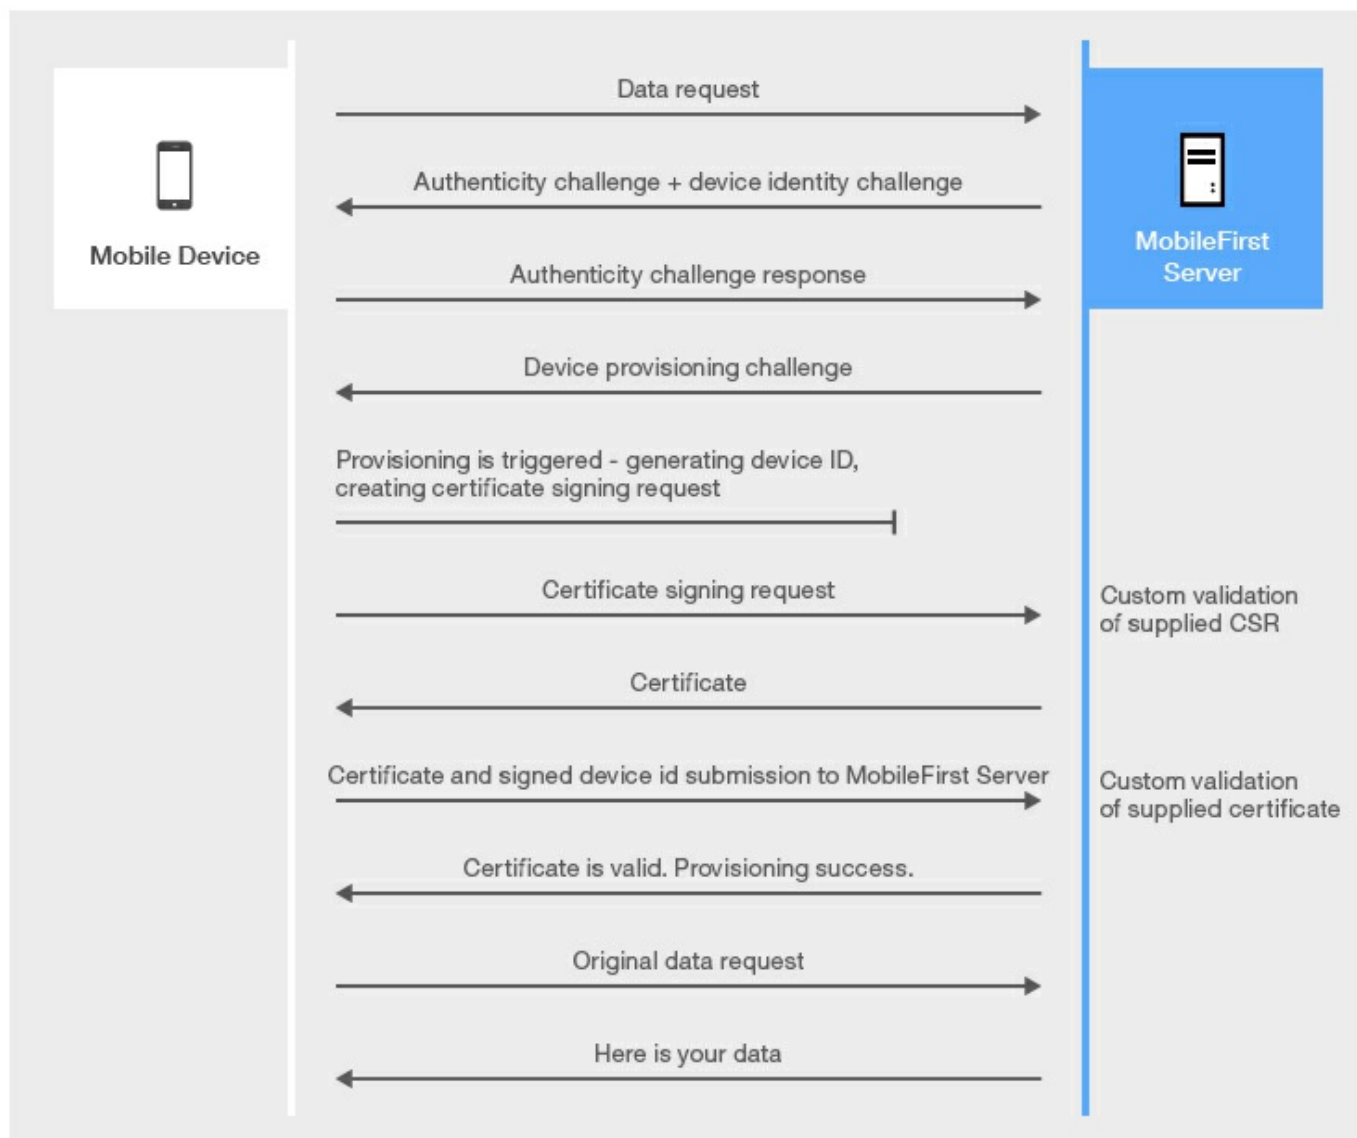 Data request
Authenticity challenge + device identity challenge
Mobile Device
MobileFirst
Server
Authenticity challenge response
Device provisioning challenge
Provisioning is triggered - generating device ID,
creating certificate signing request
Certificate signing request
Custom validation
of supplied CSR
Certificate
Certificate and signed device id submission to MobileFirst Server
Custom validation
of supplied certificate
Certificate is valid. Provisioning success.
Original data request
Here is your data